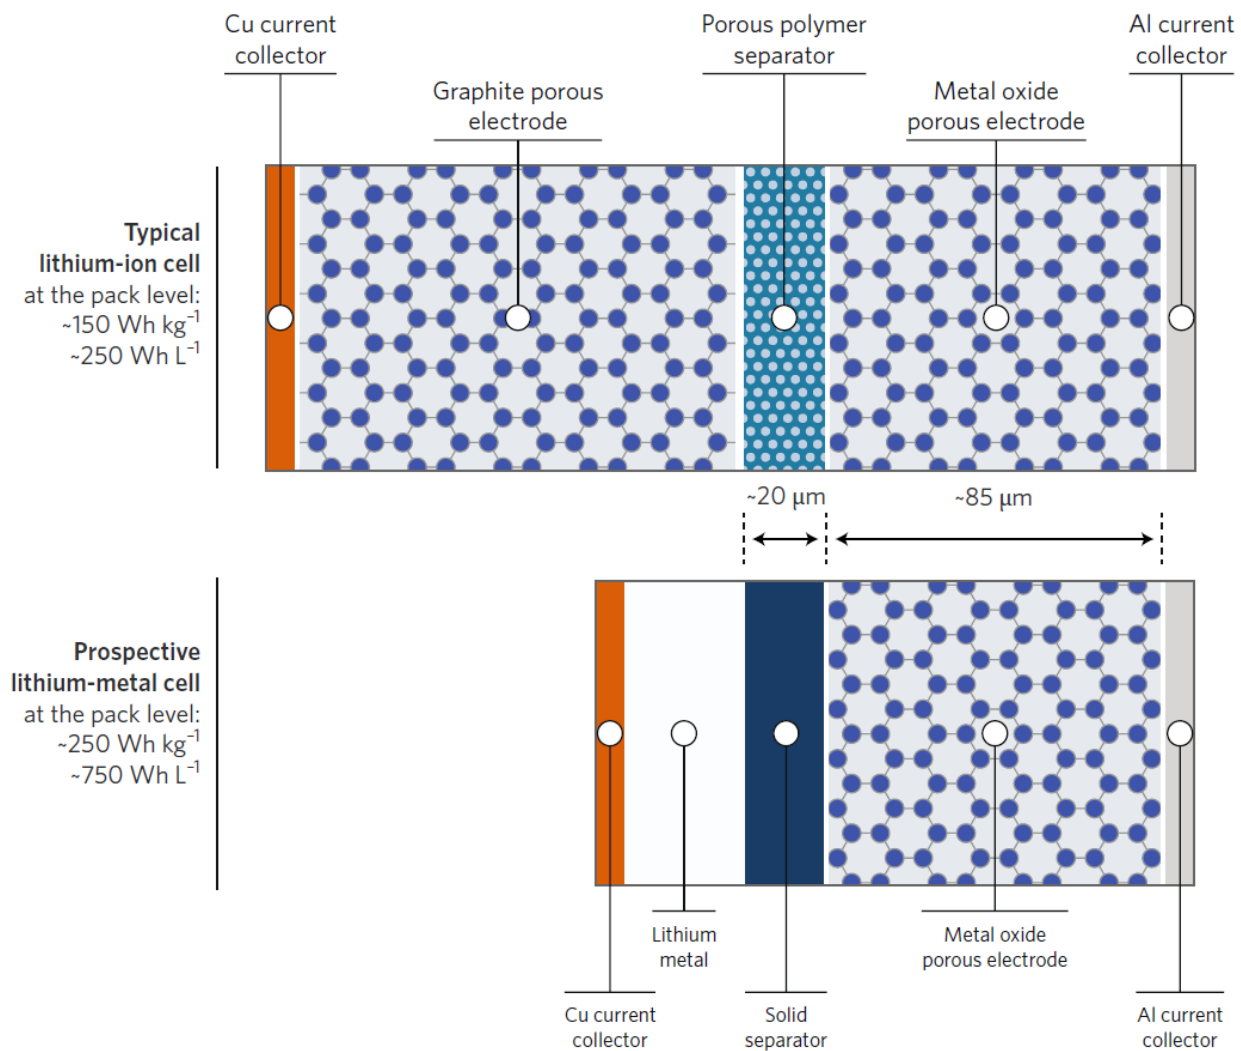 Cu current
collector
Porous polymer
separator
Al current
collector
Graphite porous
electrode
Metal oxide
porous electrode
Typical
lithium-ion cell
at the pack level:
~150 Wh kg⁻¹
~250 Wh L⁻¹
~20 μm
~85 μm
Prospective
lithium-metal cell
at the pack level:
~250 Wh kg⁻¹
~750 Wh L⁻¹
Lithium
metal
Metal oxide
porous electrode
Cu current
collector
Solid
separator
Al current
collector